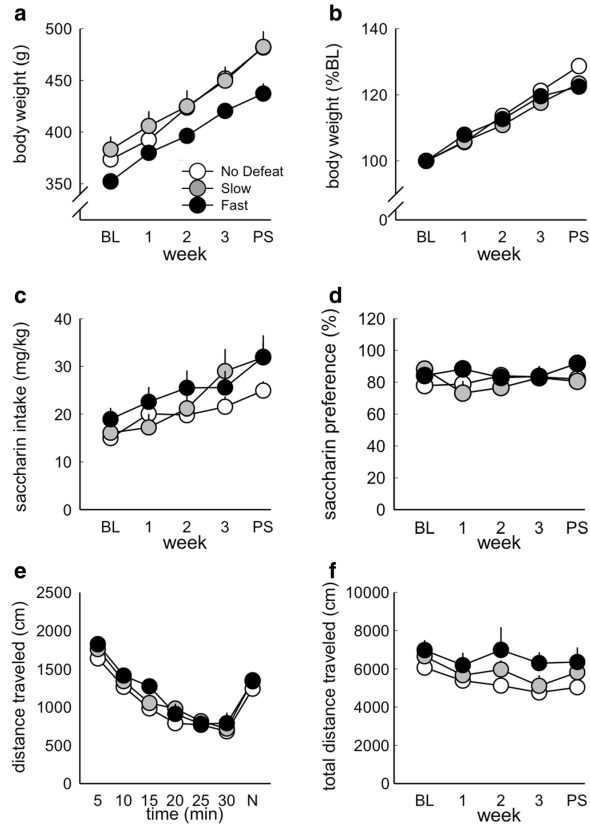 a
body weight (g)
500
450
400
350
No Defeat
Slow
Fast
BL 1 2 3 PS
week
b
body weight (%BL)
140
120
100
0
BL 1 2 3 PS
week
c
saccharin intake (mg/kg)
40
30
20
10
0
BL 1 2 3 PS
week
d
saccharin preference (%)
120
100
80
60
40
20
0
BL 1 2 3 PS
week
e
distance traveled (cm)
2500
2000
1500
1000
500
0
5 10 15 20 25 30 N
time (min)
f
total distance traveled (cm)
10000
8000
6000
4000
2000
0
BL 1 2 3 PS
week